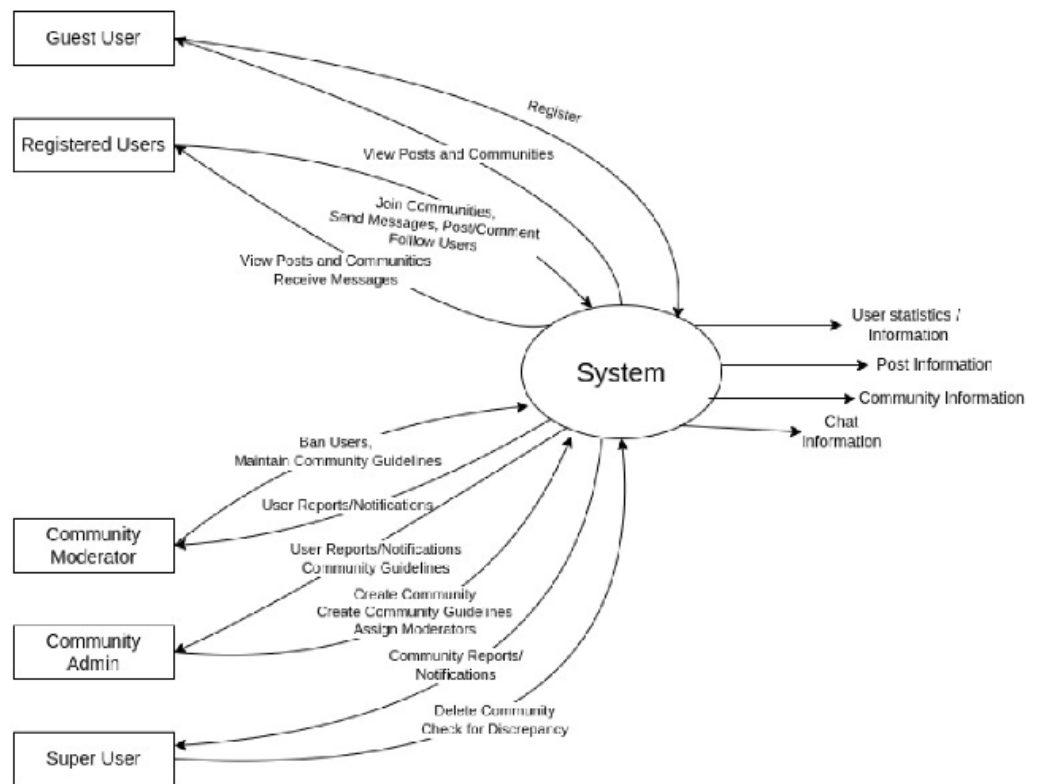 Guest User
Register
Registered Users
View Posts and Communities
Join Communities,
Send Messages, Post/Comment
Folllow Users
View Posts and Communities
Receive Messages
User statistics /
Information
System
Post Information
Community Information
Chat
Information
Ban Users,
Maintain Community Guidelines
User Reports/Notifications
Community
Moderator
User Reports/Notifications
Community Guidelines
Create Community
Create Community Guidelines
Assign Moderators
Community
Admin
Community Reports/
Notifications
Delete Community
Check for Discrepancy
Super User